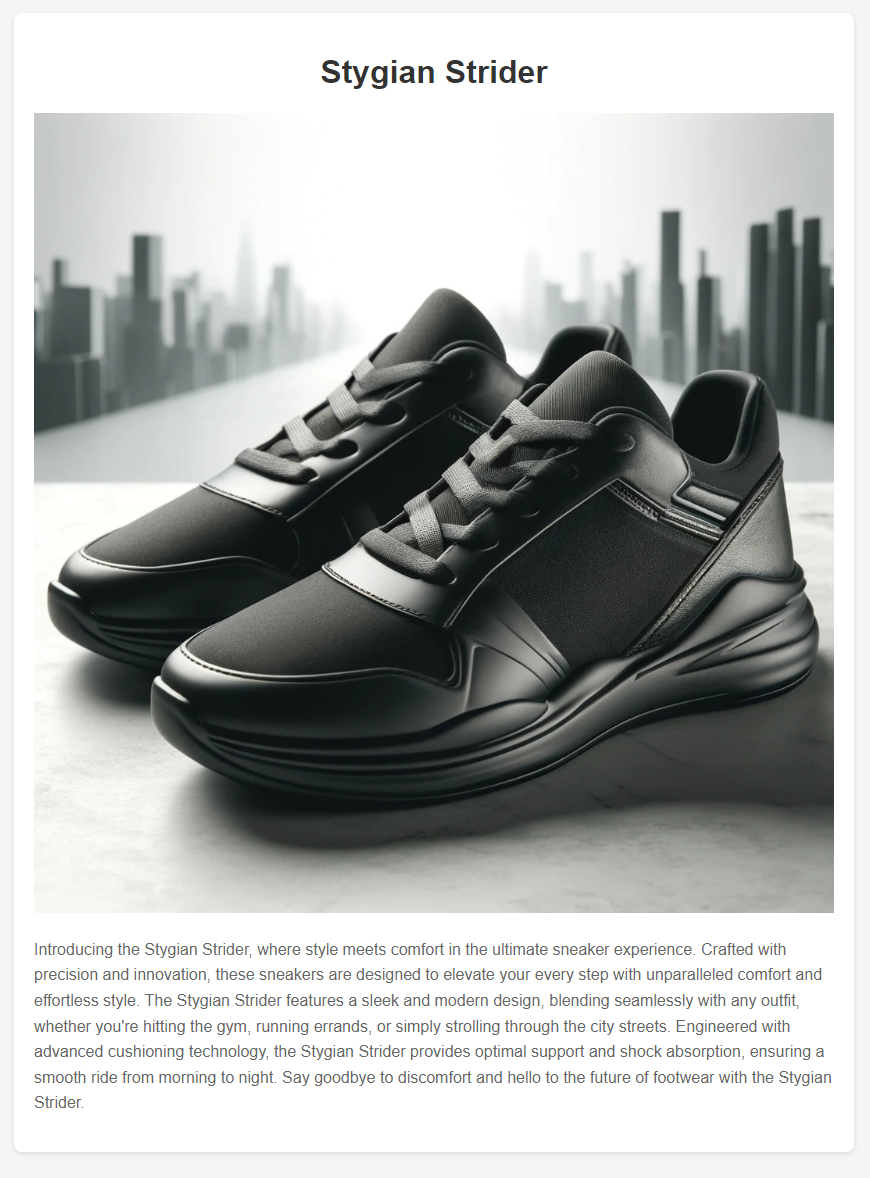 Stygian Strider
Introducing the Stygian Strider, where style meets comfort in the ultimate sneaker experience. Crafted with
precision and innovation, these sneakers are designed to elevate your every step with unparalleled comfort and
effortless style. The Stygian Strider features a sleek and modern design, blending seamlessly with any outfit,
whether you're hitting the gym, running errands, or simply strolling through the city streets. Engineered with
advanced cushioning technology, the Stygian Strider provides optimal support and shock absorption, ensuring a
smooth ride from morning to night. Say goodbye to discomfort and hello to the future of footwear with the Stygian
Strider.